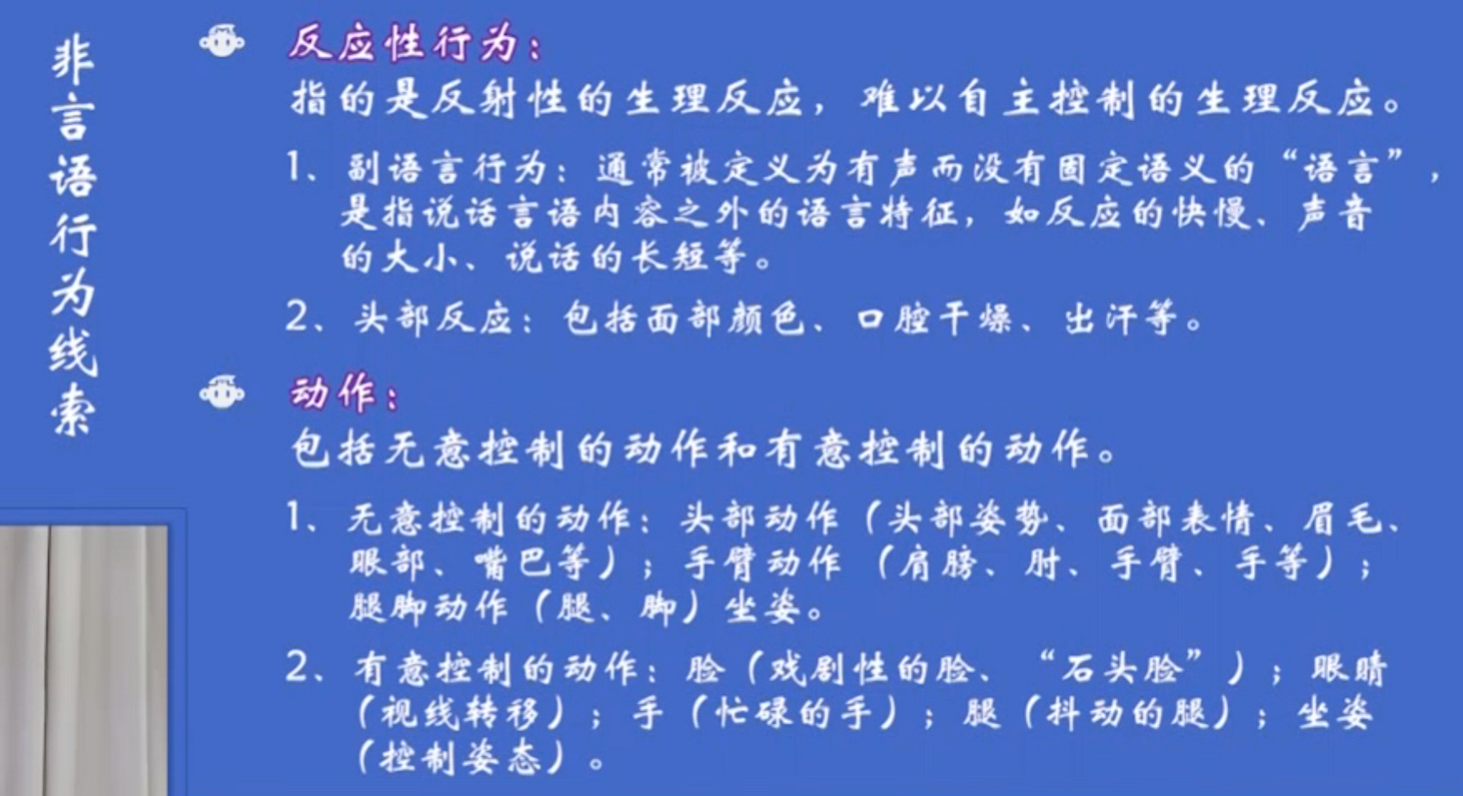 非言语行为线索
反应性行为：
指的是反射性的生理反应，难以自主控制的生理反应。
1、副语言行为：通常被定义为有声而没有固定语义的“语言”，
是指说话言语内容之外的语言特征，如反应的快慢、声音
的大小、说话的长短等。
2、头部反应：包括面部颜色、口腔干燥、出汗等。
动作：
包括无意控制的动作和有意控制的动作。
1、无意控制的动作：头部动作（头部姿势、面部表情、眉毛、
眼部、嘴巴等）；手臂动作（肩膀、肘、手臂、手等）；
腿脚动作（腿、脚）坐姿。
2、有意控制的动作：脸（戏剧性的脸、“石头脸”）；眼睛
（视线转移）；手（忙碌的手）；腿（抖动的腿）；坐姿
（控制姿态）。